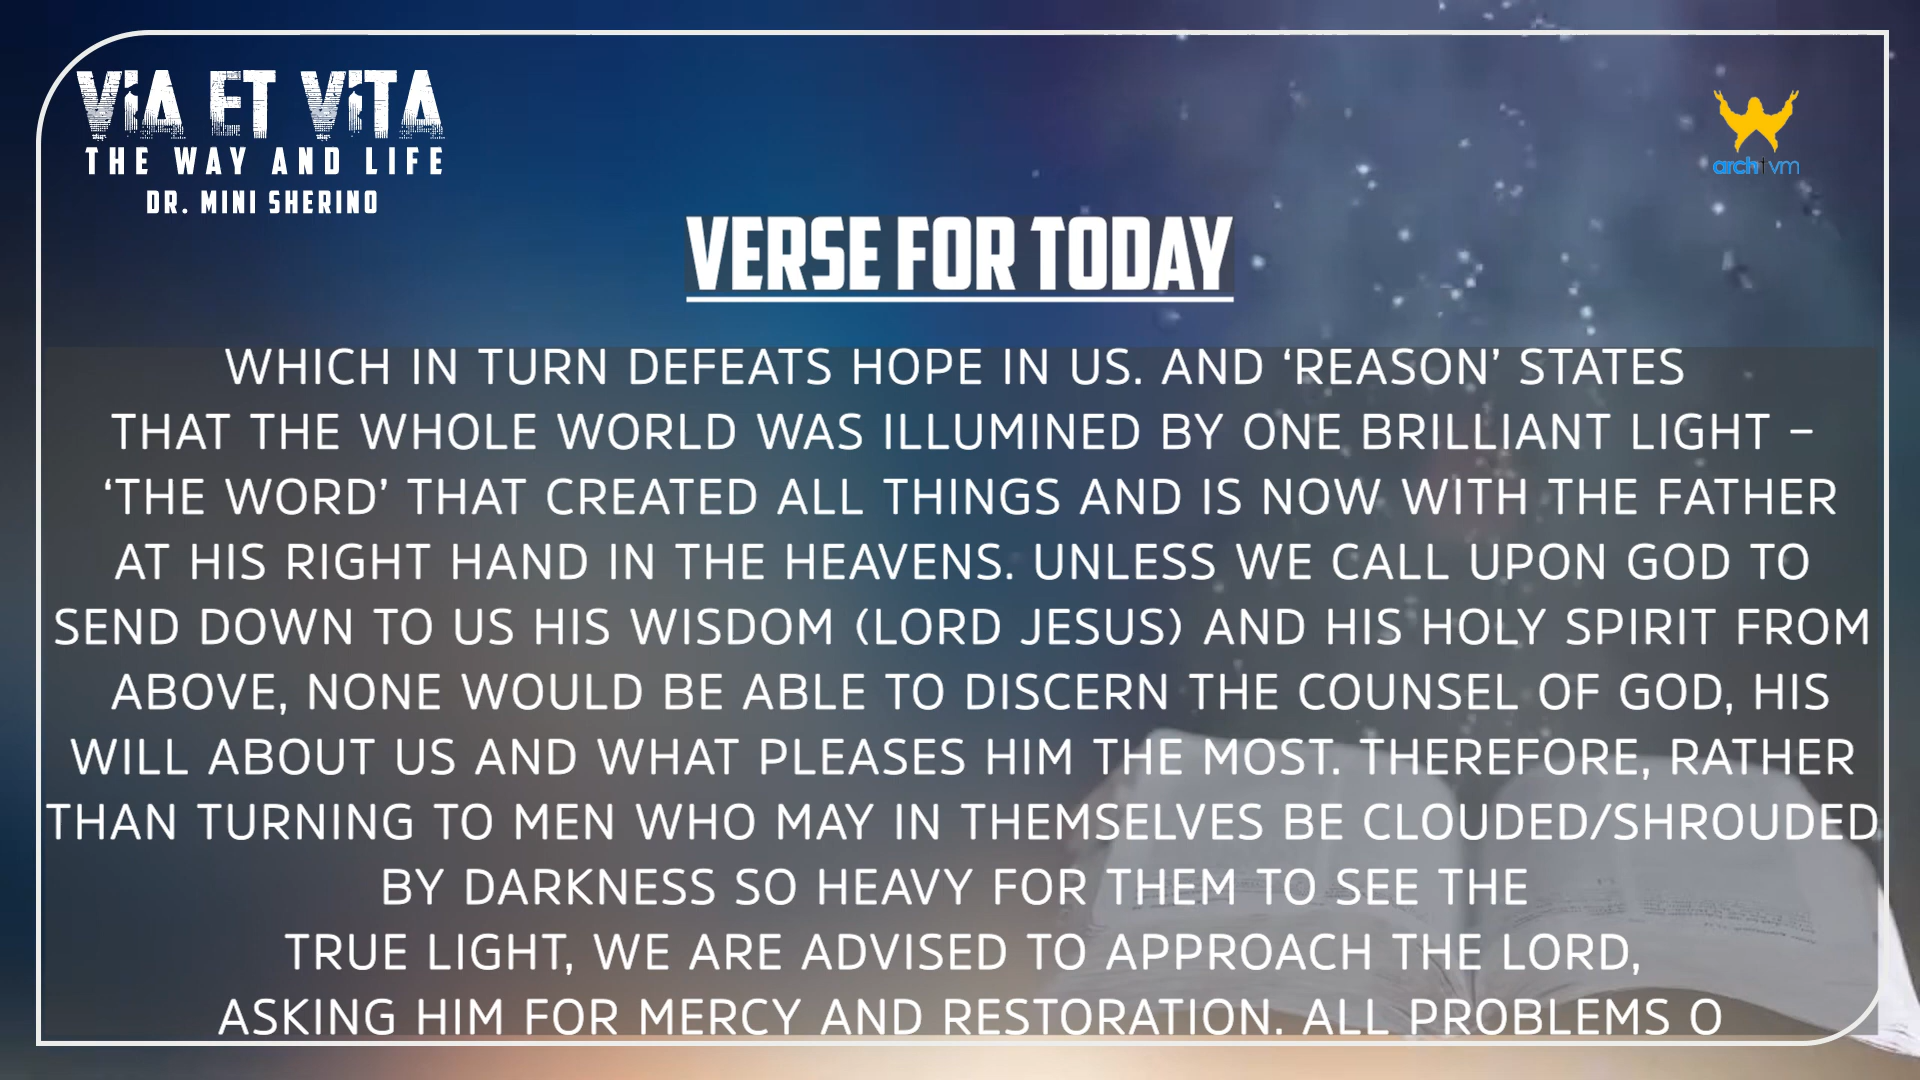 VIA ET VITA
THE WAY AND LIFE
DR. MINI SHERINO
archtvm
VERSE FOR TODAY
WHICH IN TURN DEFEATS HOPE IN US. AND ‘REASON’ STATES
THAT THE WHOLE WORLD WAS ILLUMINED BY ONE BRILLIANT LIGHT –
‘THE WORD’ THAT CREATED ALL THINGS AND IS NOW WITH THE FATHER
AT HIS RIGHT HAND IN THE HEAVENS. UNLESS WE CALL UPON GOD TO
SEND DOWN TO US HIS WISDOM (LORD JESUS) AND HIS HOLY SPIRIT FROM
ABOVE, NONE WOULD BE ABLE TO DISCERN THE COUNSEL OF GOD, HIS
WILL ABOUT US AND WHAT PLEASES HIM THE MOST. THEREFORE, RATHER
THAN TURNING TO MEN WHO MAY IN THEMSELVES BE CLOUDED/SHROUDED
BY DARKNESS SO HEAVY FOR THEM TO SEE THE
TRUE LIGHT, WE ARE ADVISED TO APPROACH THE LORD,
ASKING HIM FOR MERCY AND RESTORATION. ALL PROBLEMS O